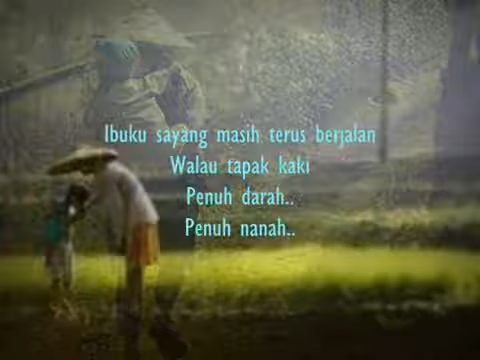 Ibuku sayang masih terus berjalan
Walau tapak kaki
Penuh darah..
Penuh nanah..